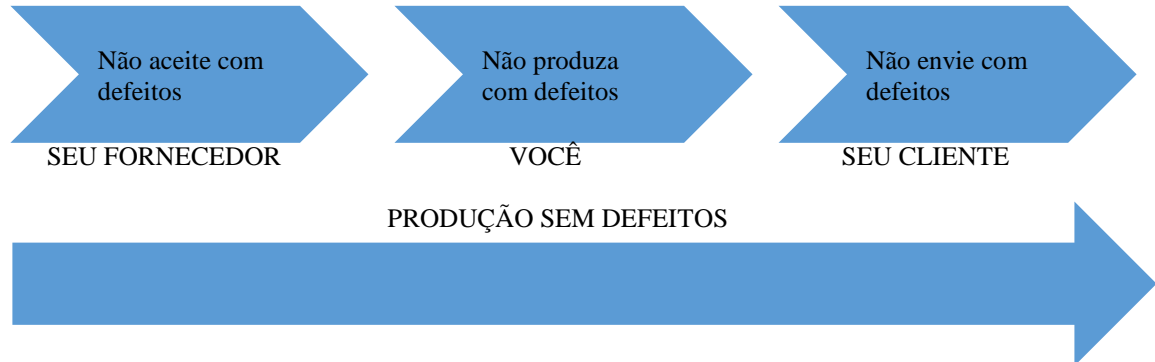 Não aceite com
defeitos
Não produza
com defeitos
Não envie com
defeitos
SEU FORNECEDOR
VOCÊ
SEU CLIENTE
PRODUÇÃO SEM DEFEITOS